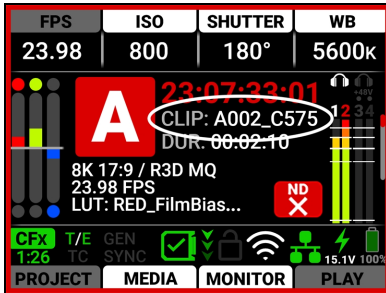 FPS ISO SHUTTER WB
23.98 800 180° 5600K
A
23:07:33:01
CLIP: A002_C575
DUR: 00:02:10
+48V
1 2 3 4
8K 17:9 / R3D MQ
23.98 FPS
LUT: RED_FilmBias...
ND
CFx T/E GEN
1:26 TC SYNC 15.1V 100%
PROJECT MEDIA MONITOR PLAY